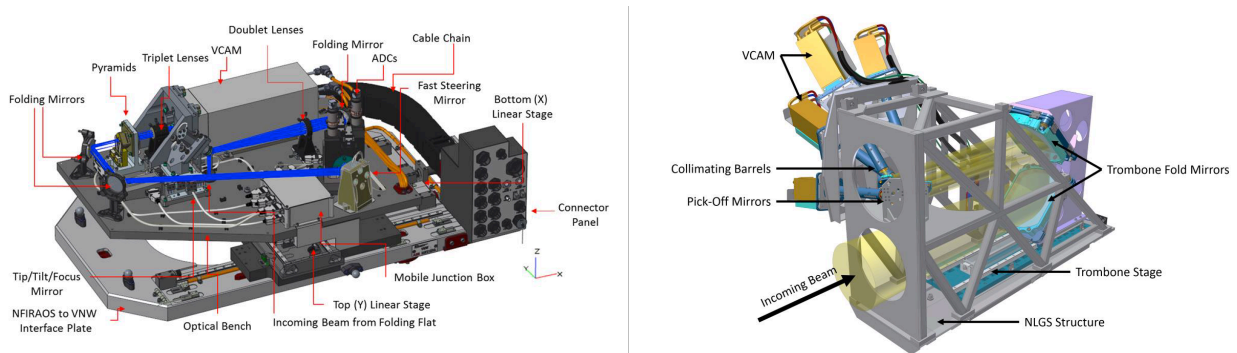 Doublet Lenses
VCAM
Triplet Lenses
Pyramids
Folding Mirrors
Folding Mirror
ADCs
Cable Chain
Fast Steering
Mirror
Bottom (X)
Linear Stage
Connector
Panel
Mobile Junction Box
Top (Y) Linear Stage
Incoming Beam from Folding Flat
Optical Bench
Tip/Tilt/Focus
Mirror
NFIRAOS to VNW
Interface Plate
Z
Y
X
VCAM
Collimating Barrels
Pick-Off Mirrors
Incoming Beam
Trombone Fold Mirrors
Trombone Stage
NLGS Structure